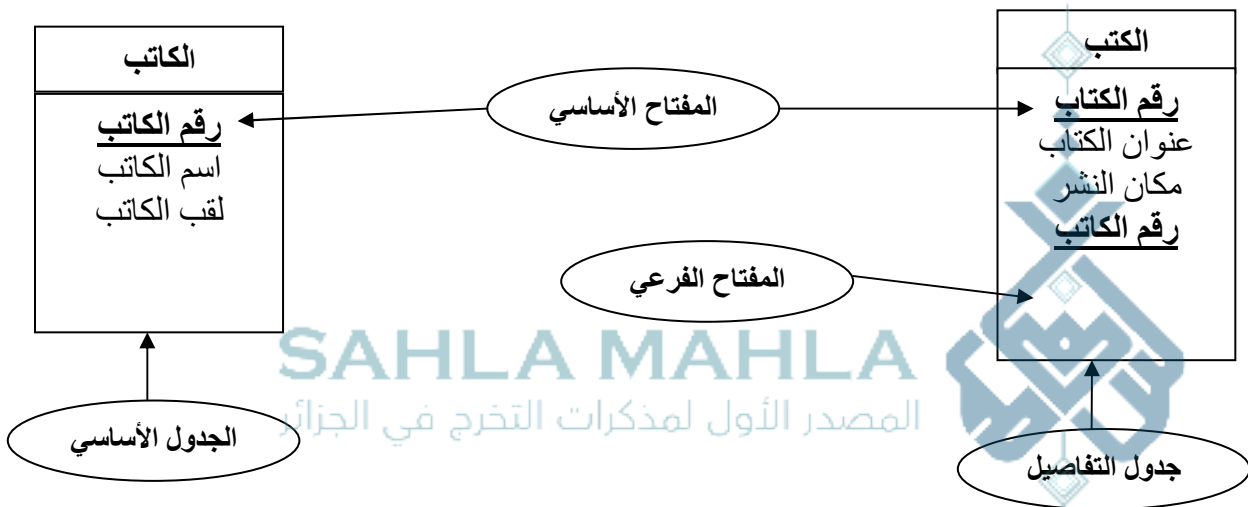 الكتب
رقم الكتاب
عنوان الكتاب
مكان النشر
رقم الكاتب
المفتاح الأساسي
المفتاح الفرعي
الكاتب
رقم الكاتب
اسم الكاتب
لقب الكاتب
SAHLA MAHLA
المصدر الأول لمذكرات التخرج في الجزائر
جدول التفاصيل
الجدول الأساسي